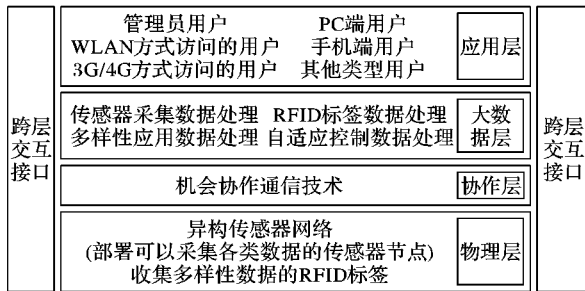 跨层
交互
接口
管理员用户 PC端用户
WLAN方式访问的用户 手机端用户
3G/4G方式访问的用户 其他类型用户
应用层
传感器采集数据处理 RFID标签数据处理
多样性应用数据处理 自适应控制数据处理
大数
据层
机会协作通信技术
协作层
异构传感器网络
(部署可以采集各类数据的传感器节点)
收集多样性数据的RFID标签
物理层
跨层
交互
接口